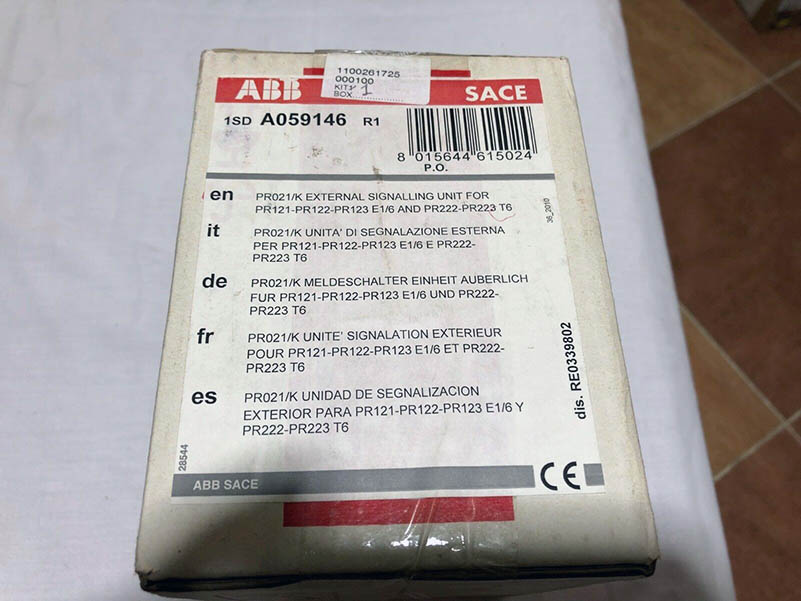 1100261725
000100
KIT:
BOX 1
ABB SACE
1SD A059146 R1
8 015644 615024
P.O.
en PR021/K EXTERNAL SIGNALLING UNIT FOR
PR121-PR122-PR123 E1/6 AND PR222-PR223 T6
36_2010
it PR021/K UNITA' DI SEGNALAZIONE ESTERNA
PER PR121-PR122-PR123 E1/6 E PR222-
PR223 T6
de PR021/K MELDESCHALTER EINHEIT AUBERLICH
FUR PR121-PR122-PR123 E1/6 UND PR222-
PR223 T6
fr PR021/K UNITE' SIGNALATION EXTERIEUR
POUR PR121-PR122-PR123 E1/6 ET PR222-
PR223 T6
es PR021/K UNIDAD DE SEGNALIZACION
EXTERIOR PARA PR121-PR122-PR123 E1/6 Y
PR222-PR223 T6
dis. RE0339802
28544
ABB SACE
CE